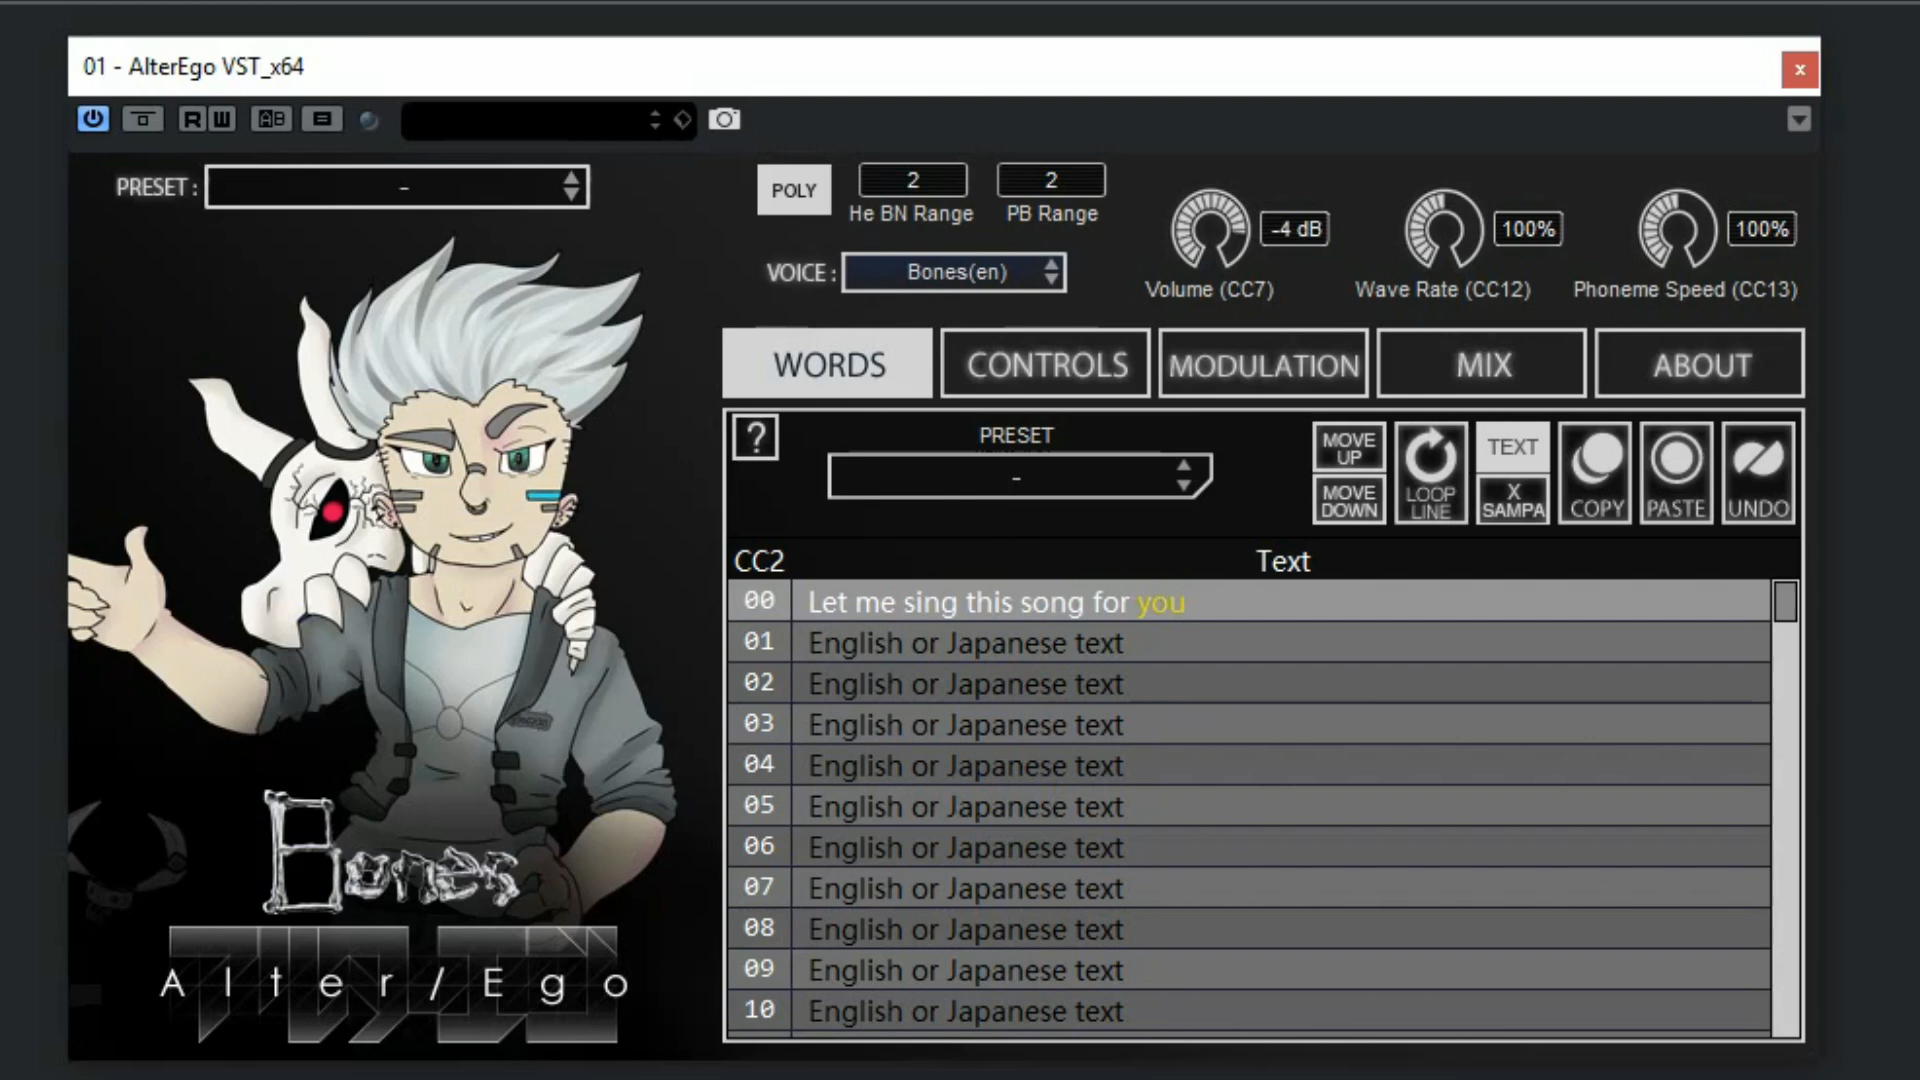 01 - AlterEgo VST_x64
R W AB
PRESET : -
POLY
2
He BN Range
2
PB Range
VOICE : Bones(en)
-4 dB
Volume (CC7)
100%
Wave Rate (CC12)
100%
Phoneme Speed (CC13)
WORDS
CONTROLS
MODULATION
MIX
ABOUT
?
PRESET
-
MOVE
UP
MOVE
DOWN
LOOP
LINE
TEXT
X
SAMPA
COPY
PASTE
UNDO
CC2 Text
00 Let me sing this song for you
01 English or Japanese text
02 English or Japanese text
03 English or Japanese text
04 English or Japanese text
05 English or Japanese text
06 English or Japanese text
07 English or Japanese text
08 English or Japanese text
09 English or Japanese text
10 English or Japanese text
Bones
Alter/Ego